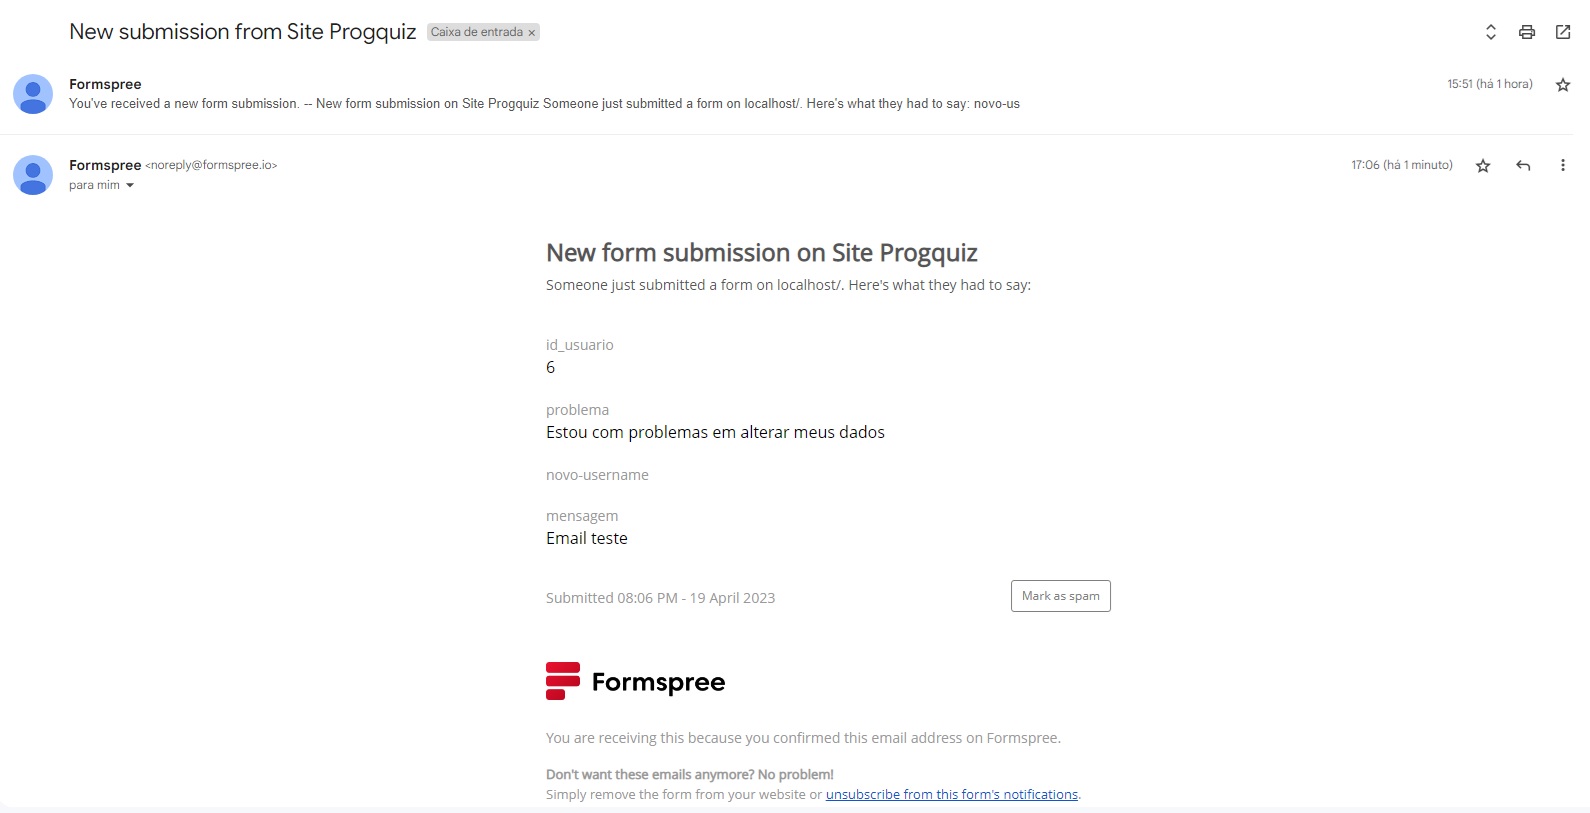 New submission from Site Progquiz Caixa de entrada ×
Formspree 15:51 (há 1 hora)
You've received a new form submission. -- New form submission on Site Progquiz Someone just submitted a form on localhost/. Here's what they had to say: novo-us
Formspree <noreply@formspree.io> 17:06 (há 1 minuto)
para mim
New form submission on Site Progquiz
Someone just submitted a form on localhost/. Here's what they had to say:
id_usuario
6
problema
Estou com problemas em alterar meus dados
novo-username
mensagem
Email teste
Submitted 08:06 PM - 19 April 2023 Mark as spam
Formspree
You are receiving this because you confirmed this email address on Formspree.
Don't want these emails anymore? No problem!
Simply remove the form from your website or unsubscribe from this form's notifications.